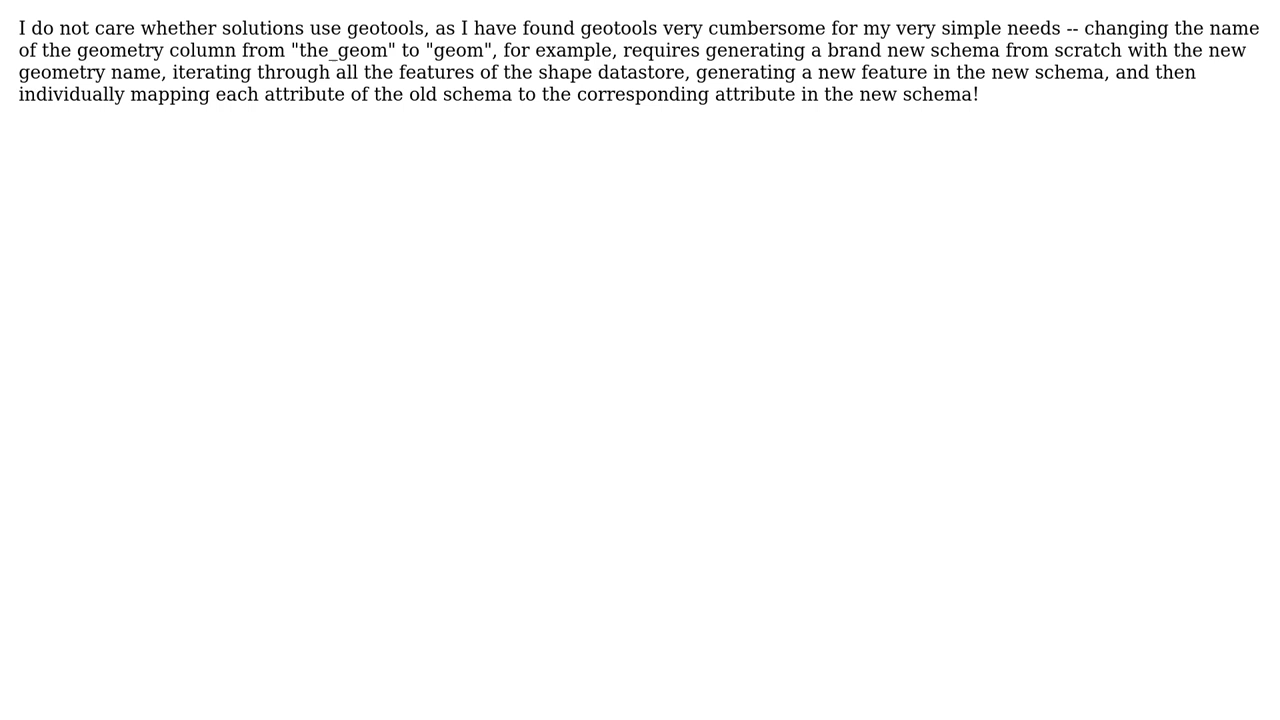 I do not care whether solutions use geotools, as I have found geotools very cumbersome for my very simple needs -- changing the name
of the geometry column from "the_geom" to "geom", for example, requires generating a brand new schema from scratch with the new
geometry name, iterating through all the features of the shape datastore, generating a new feature in the new schema, and then
individually mapping each attribute of the old schema to the corresponding attribute in the new schema!